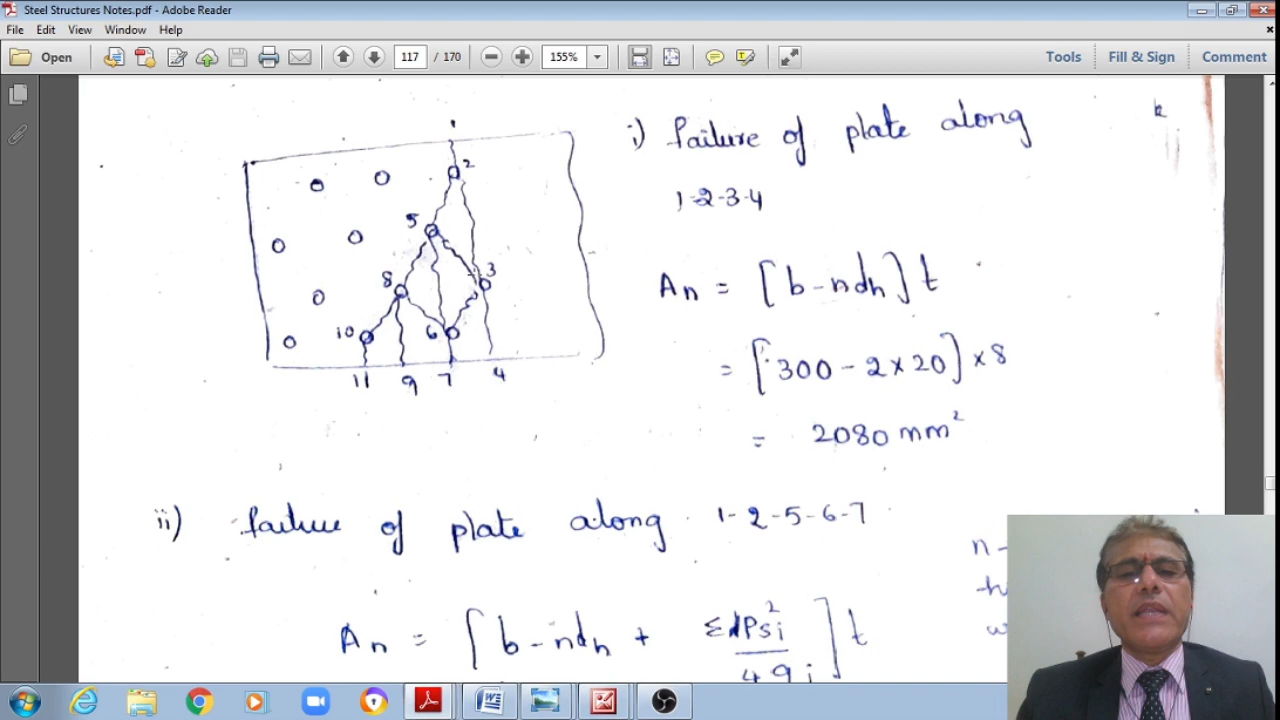 Steel Structures Notes.pdf - Adobe Reader
File Edit View Window Help
Open 117 / 170 155% Tools Fill & Sign Comment
i) failure of plate along
1-2-3-4
An = [b-ndh] t
= [300 - 2 x 20] x 8
= 2080 mm²
1
2
5
3
8
10
6
11 9 7 4
ii) failure of plate along 1-2-5-6-7
An = [b - ndh + ΣPsi² / 4gi] t
n-
W